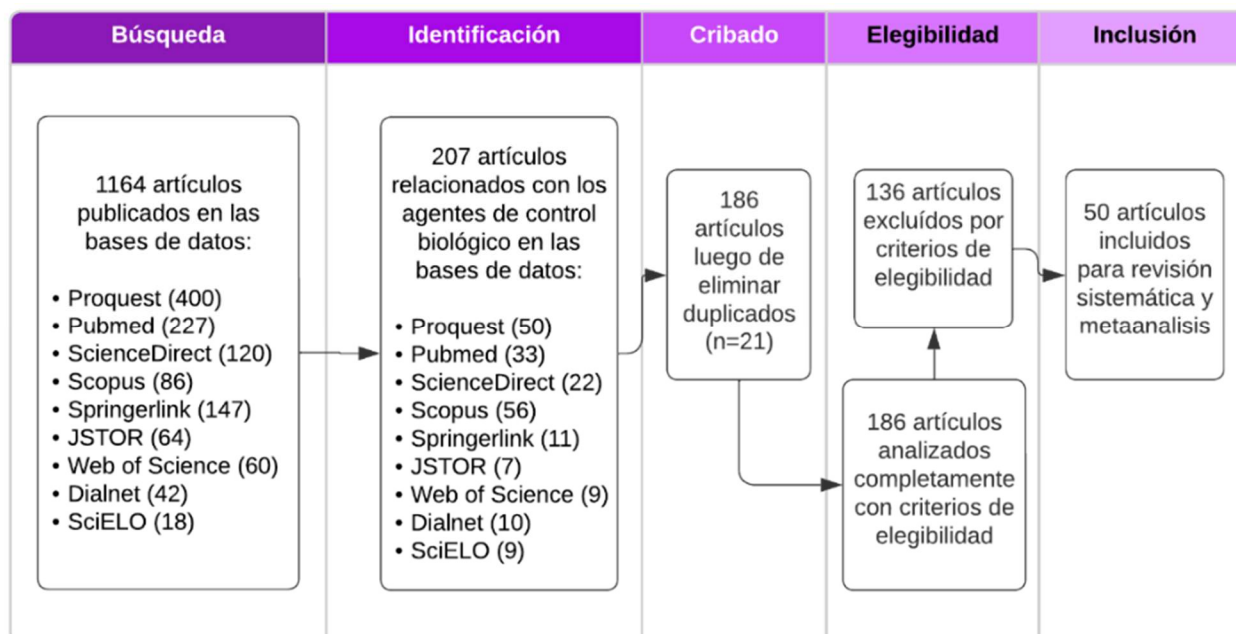 Búsqueda
Identificación
Cribado
Elegibilidad
Inclusión
1164 artículos
publicados en las
bases de datos:
• Proquest (400)
• Pubmed (227)
• ScienceDirect (120)
• Scopus (86)
• Springerlink (147)
• JSTOR (64)
• Web of Science (60)
• Dialnet (42)
• SciELO (18)
207 artículos
relacionados con los
agentes de control
biológico en las
bases de datos:
• Proquest (50)
• Pubmed (33)
• ScienceDirect (22)
• Scopus (56)
• Springerlink (11)
• JSTOR (7)
• Web of Science (9)
• Dialnet (10)
• SciELO (9)
186
artículos
luego de
eliminar
duplicados
(n=21)
136 artículos
excluídos por
criterios de
elegibilidad
186 artículos
analizados
completamente
con criterios de
elegibilidad
50 artículos
incluidos
para revisión
sistemática y
metaanalisis